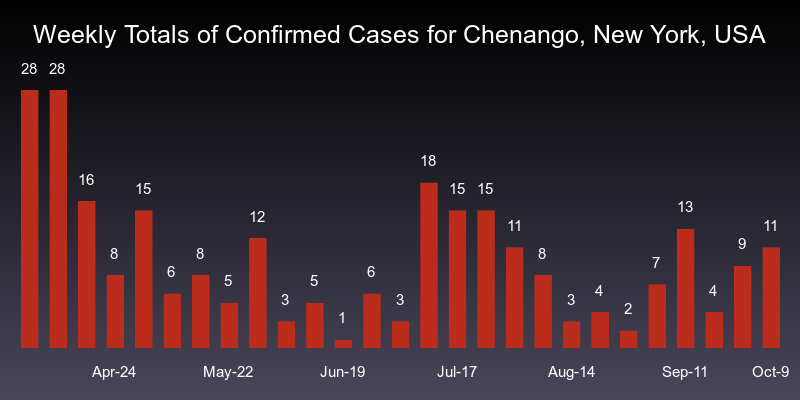 Weekly Totals of Confirmed Cases for Chenango, New York, USA
28 28 16 8 15 6 8 5 12 3 5 1 6 3 18 15 15 11 8 3 4 2 7 13 4 9 11
Apr-24 May-22 Jun-19 Jul-17 Aug-14 Sep-11 Oct-9